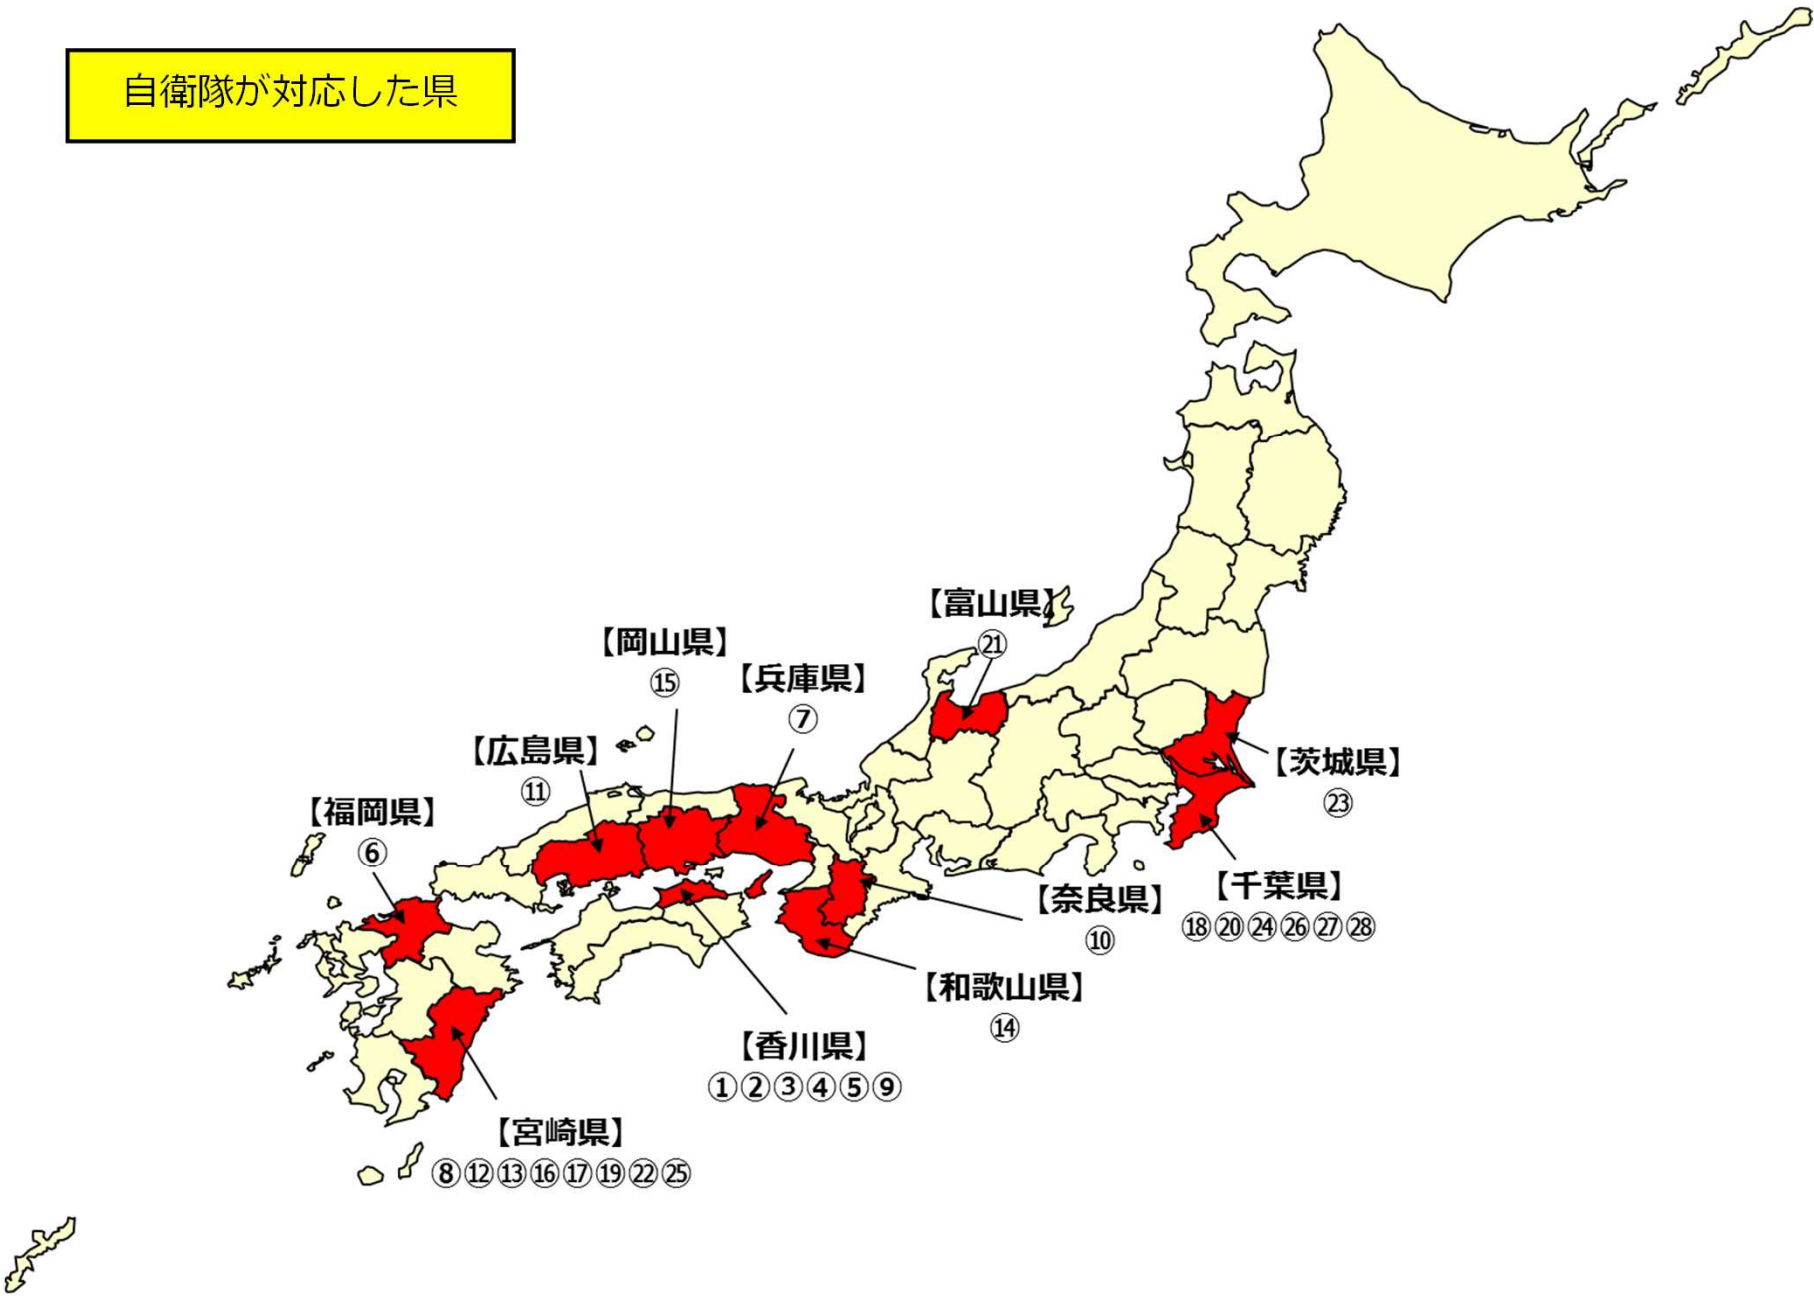 自衛隊が対応した県
【富山県】
㉑
【岡山県】
⑮
【兵庫県】
⑦
【広島県】
⑪
【茨城県】
㉓
【福岡県】
⑥
【奈良県】
⑩
【千葉県】
⑱⑳㉔㉖㉗㉘
【和歌山県】
⑭
【香川県】
①②③④⑤⑨
【宮崎県】
⑧⑫⑬⑯⑰⑲㉒㉕